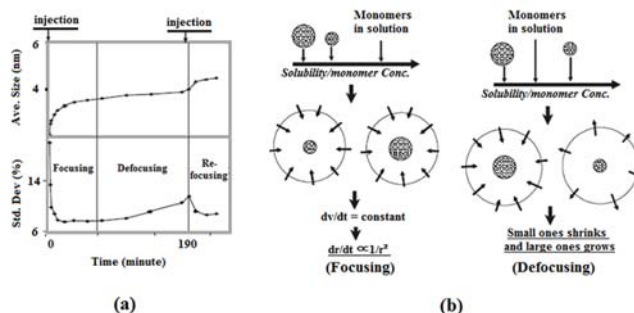 injection
injection
(a)
6
4
Ave. Size (nm)
Focusing
Defocusing
Re-
focusing
14
6
Std. Dev (%)
0
190
Time (minute)
(a)
(b)
Monomers
in solution
Solubility/monomer Conc.
dv/dt = constant
dr/dt ∝1/r²
(Focusing)
Monomers
in solution
Solubility/monomer Conc.
Small ones shrinks
and large ones grows
(Defocusing)
(b)